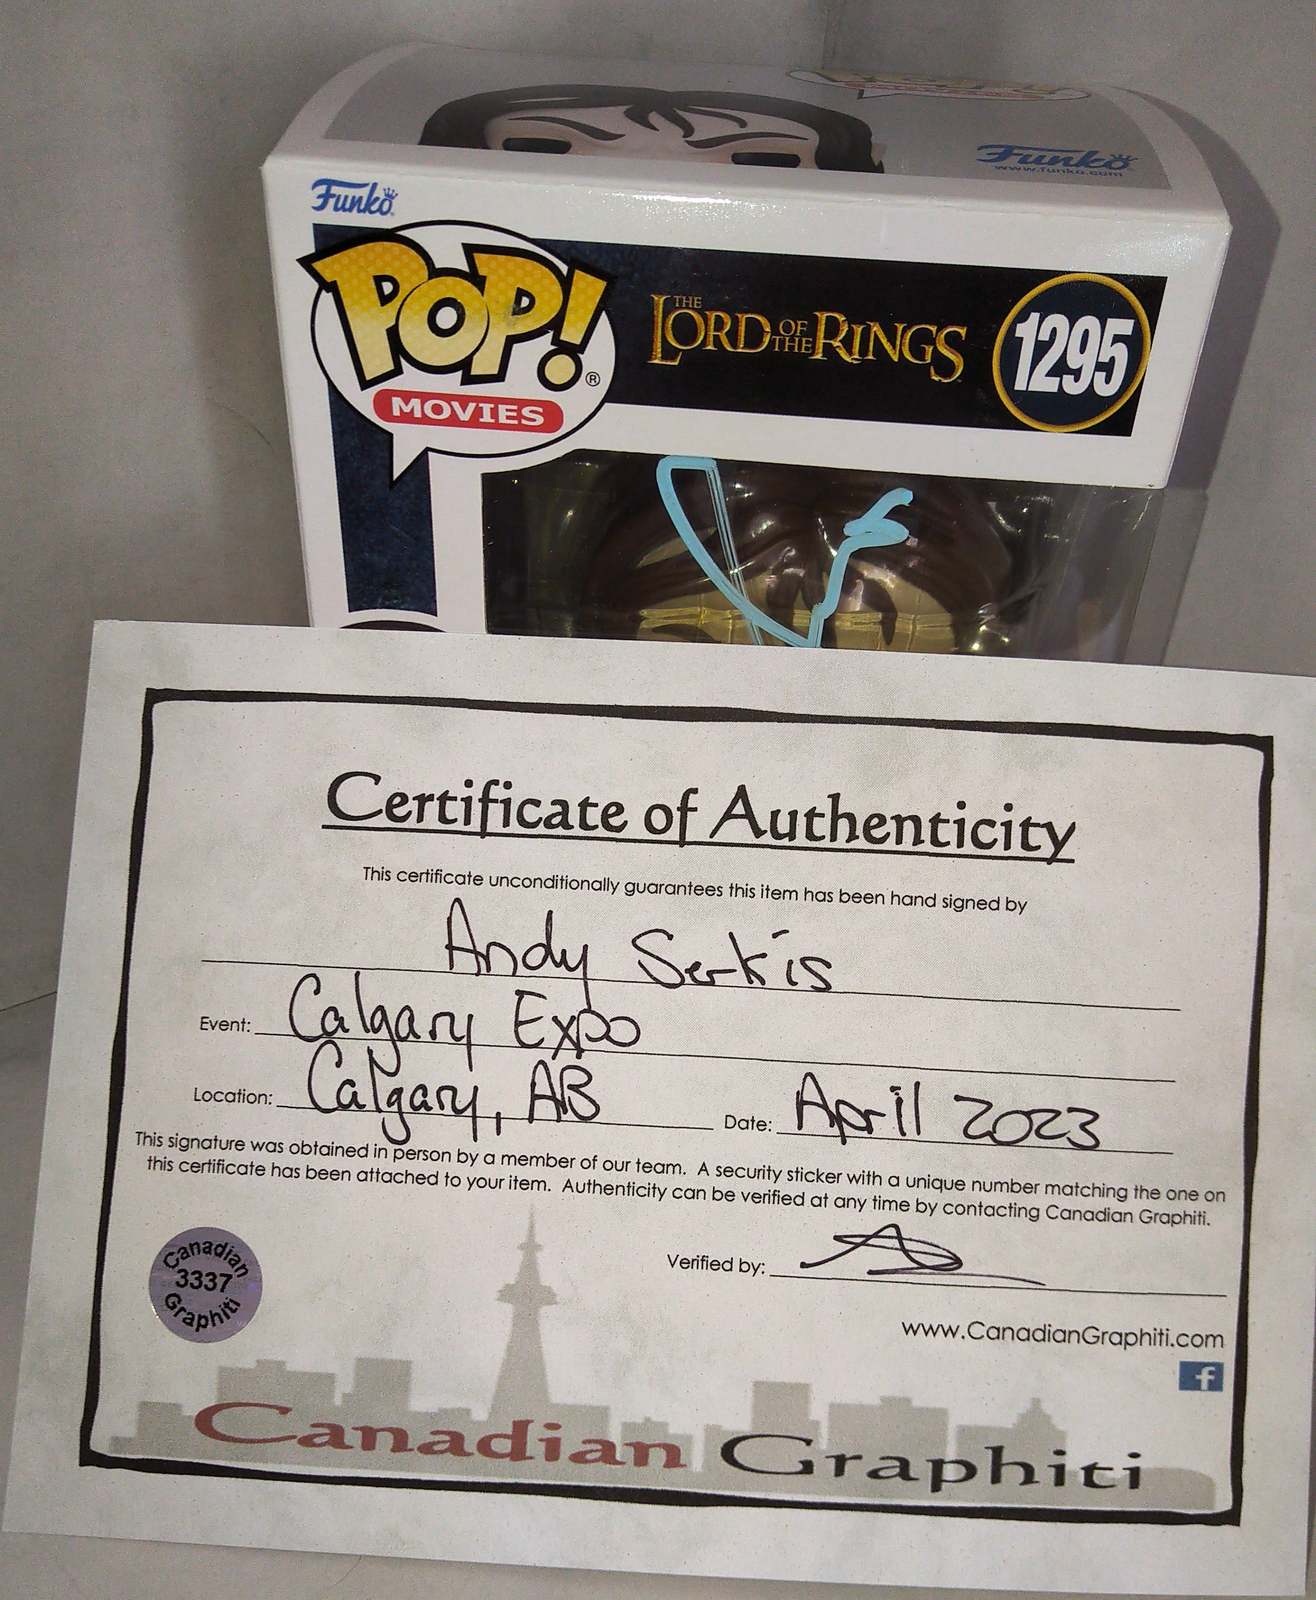 Funko
www.funko.com
Funko
POP!
MOVIES
THE LORD OF THE RINGS
1295
Certificate of Authenticity
This certificate unconditionally guarantees this item has been hand signed by
Andy Serkis
Event: Calgary Expo
Location: Calgary, AB Date: April 2023
This signature was obtained in person by a member of our team. A security sticker with a unique number matching the one on
this certificate has been attached to your item. Authenticity can be verified at any time by contacting Canadian Graphiti.
Verified by:
Canadian
3337
Graphiti
www.CanadianGraphiti.com
f
Canadian Graphiti